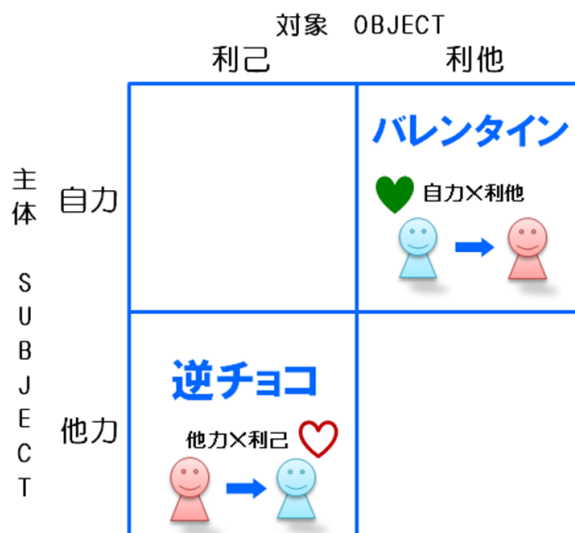 対象 OBJECT
利己 利他
バレンタイン
自力×利他
主体 SUBJECT
自力
逆チョコ
他力×利己
他力